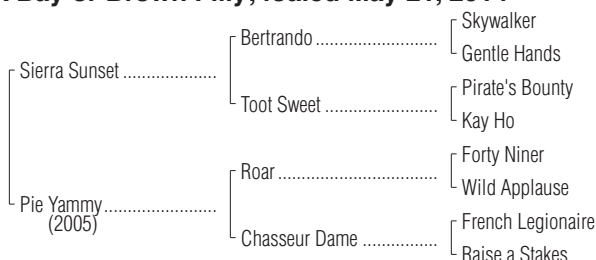 Skywalker
Bertrando ....................
Gentle Hands
Sierra Sunset ...................
Pirate's Bounty
Toot Sweet .......................
Kay Ho
Forty Niner
Roar .................................
Wild Applause
Pie Yammy .......................
(2005)
French Legionaire
Chasseur Dame ...............
Raise a Stakes